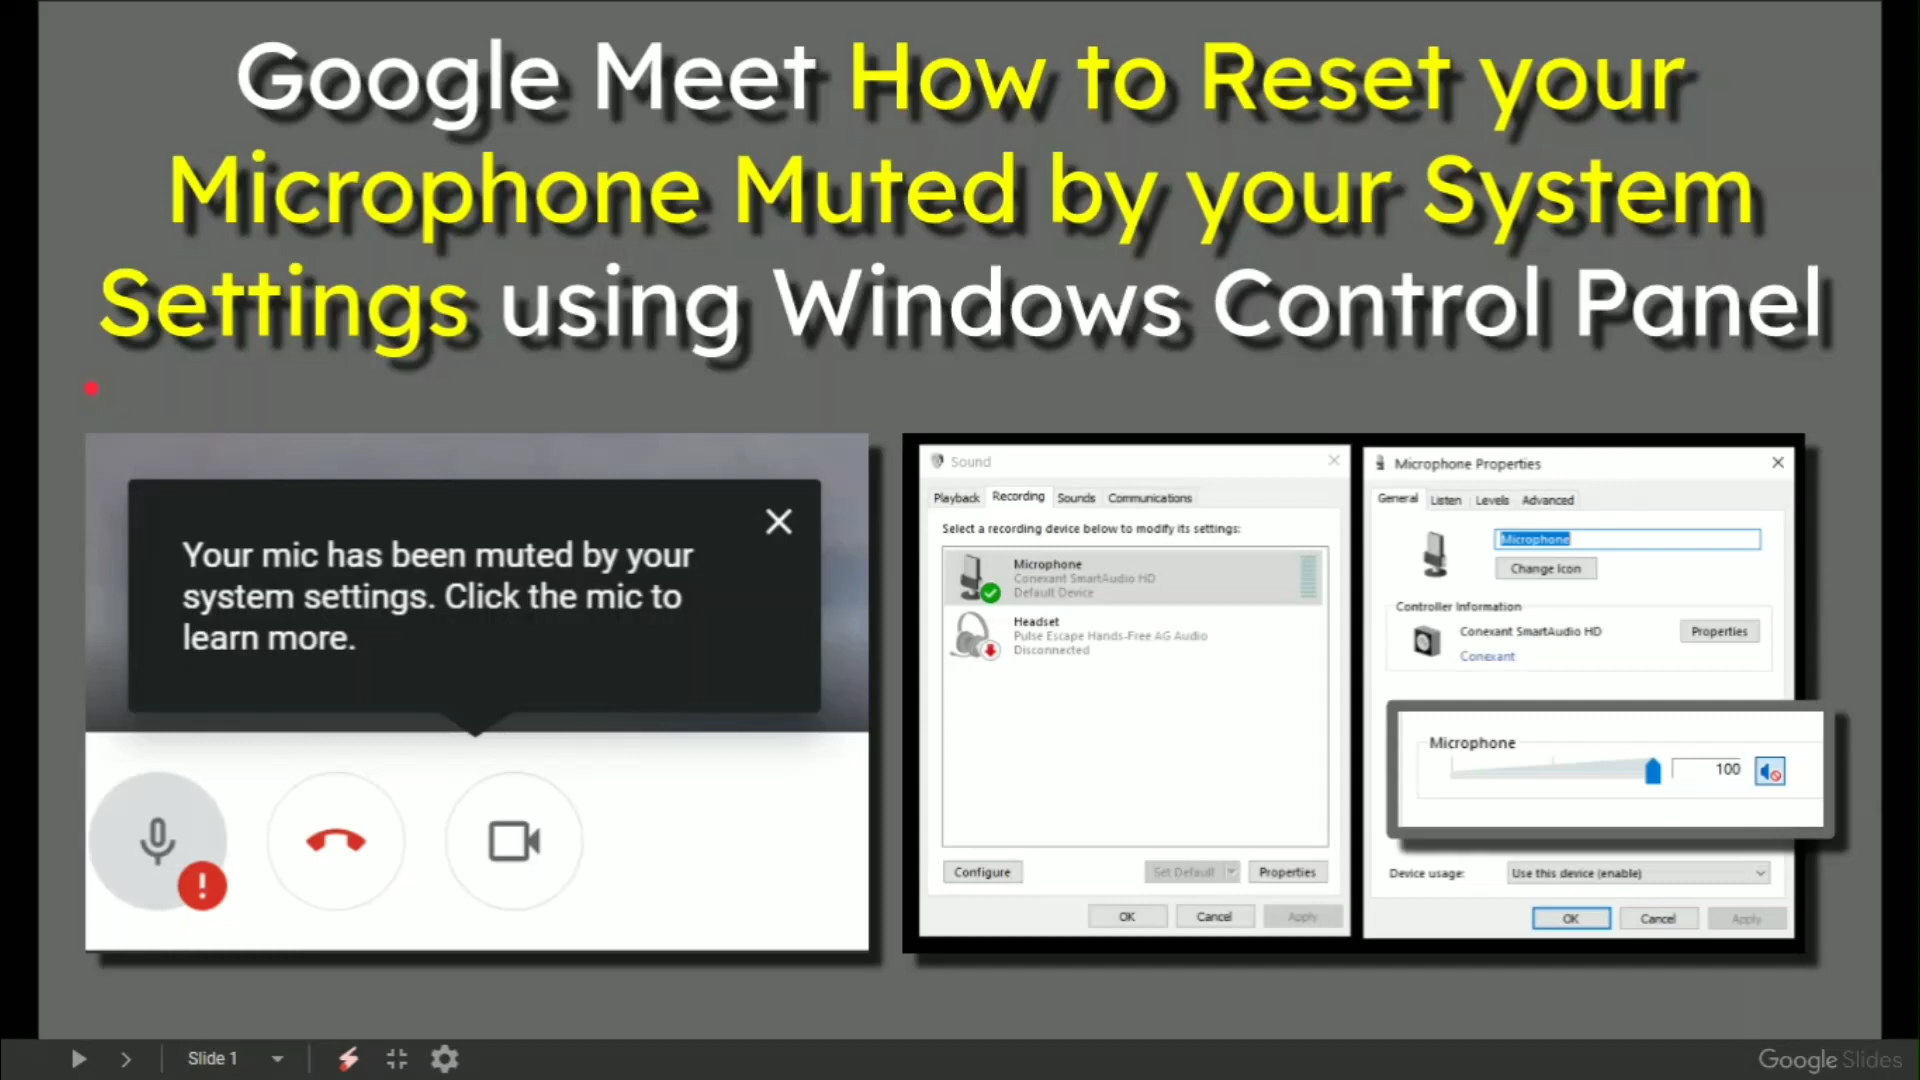 Google Meet How to Reset your
Microphone Muted by your System
Settings using Windows Control Panel
Your mic has been muted by your
system settings. Click the mic to
learn more.
Sound
Playback Recording Sounds Communications
Select a recording device below to modify its settings:
Microphone
Conexant SmartAudio HD
Default Device
Headset
Pulse Escape Hands-Free AG Audio
Disconnected
Configure Set Default Properties
OK Cancel Apply
Microphone Properties
General Listen Levels Advanced
Microphone
Change Icon
Controller Information
Conexant SmartAudio HD Properties
Conexant
Microphone
100
Device usage: Use this device (enable)
OK Cancel Apply
Slide 1
Google Slides